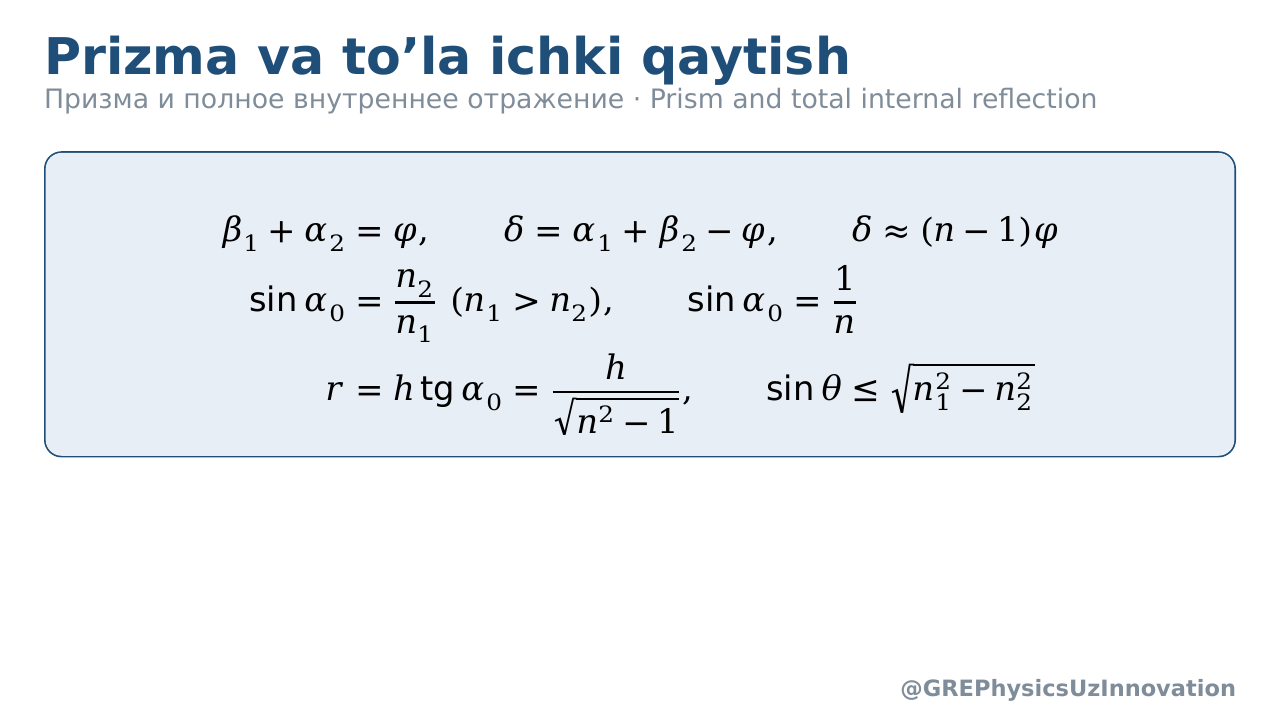 Prizma va to’la ichki qaytish
Призма и полное внутреннее отражение · Prism and total internal reflection
β₁ + α₂ = φ, δ = α₁ + β₂ − φ, δ ≈ (n − 1)φ
sin α₀ = n₂/n₁ (n₁ > n₂), sin α₀ = 1/n
r = h tg α₀ = h/√(n² − 1), sin θ ≤ √(n₁² − n₂²)
@GREPhysicsUzInnovation